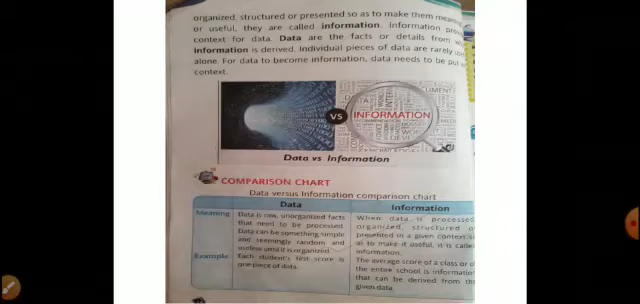 organized, structured or presented so as to make them
or useful, they are called information. Information
context for data. Data are the facts or details from
information is derived. Individual pieces of data are rarely
alone. For data to become information, data needs to be put
context.
VS
INFORMATION
Data vs Information
COMPARISON CHART
Data versus Information comparison chart
Data
Information
Meaning
Data is raw, unorganized facts
that need to be processed.
Data can be something simple
and seemingly random and
useless until it is organized.
When data is processed
organized, structured
presented in a given context
as to make it useful, it is called
information.
Example
Each student's test score is
one piece of data.
The average score of a class or
the entire school is information
that can be derived from the
given data.